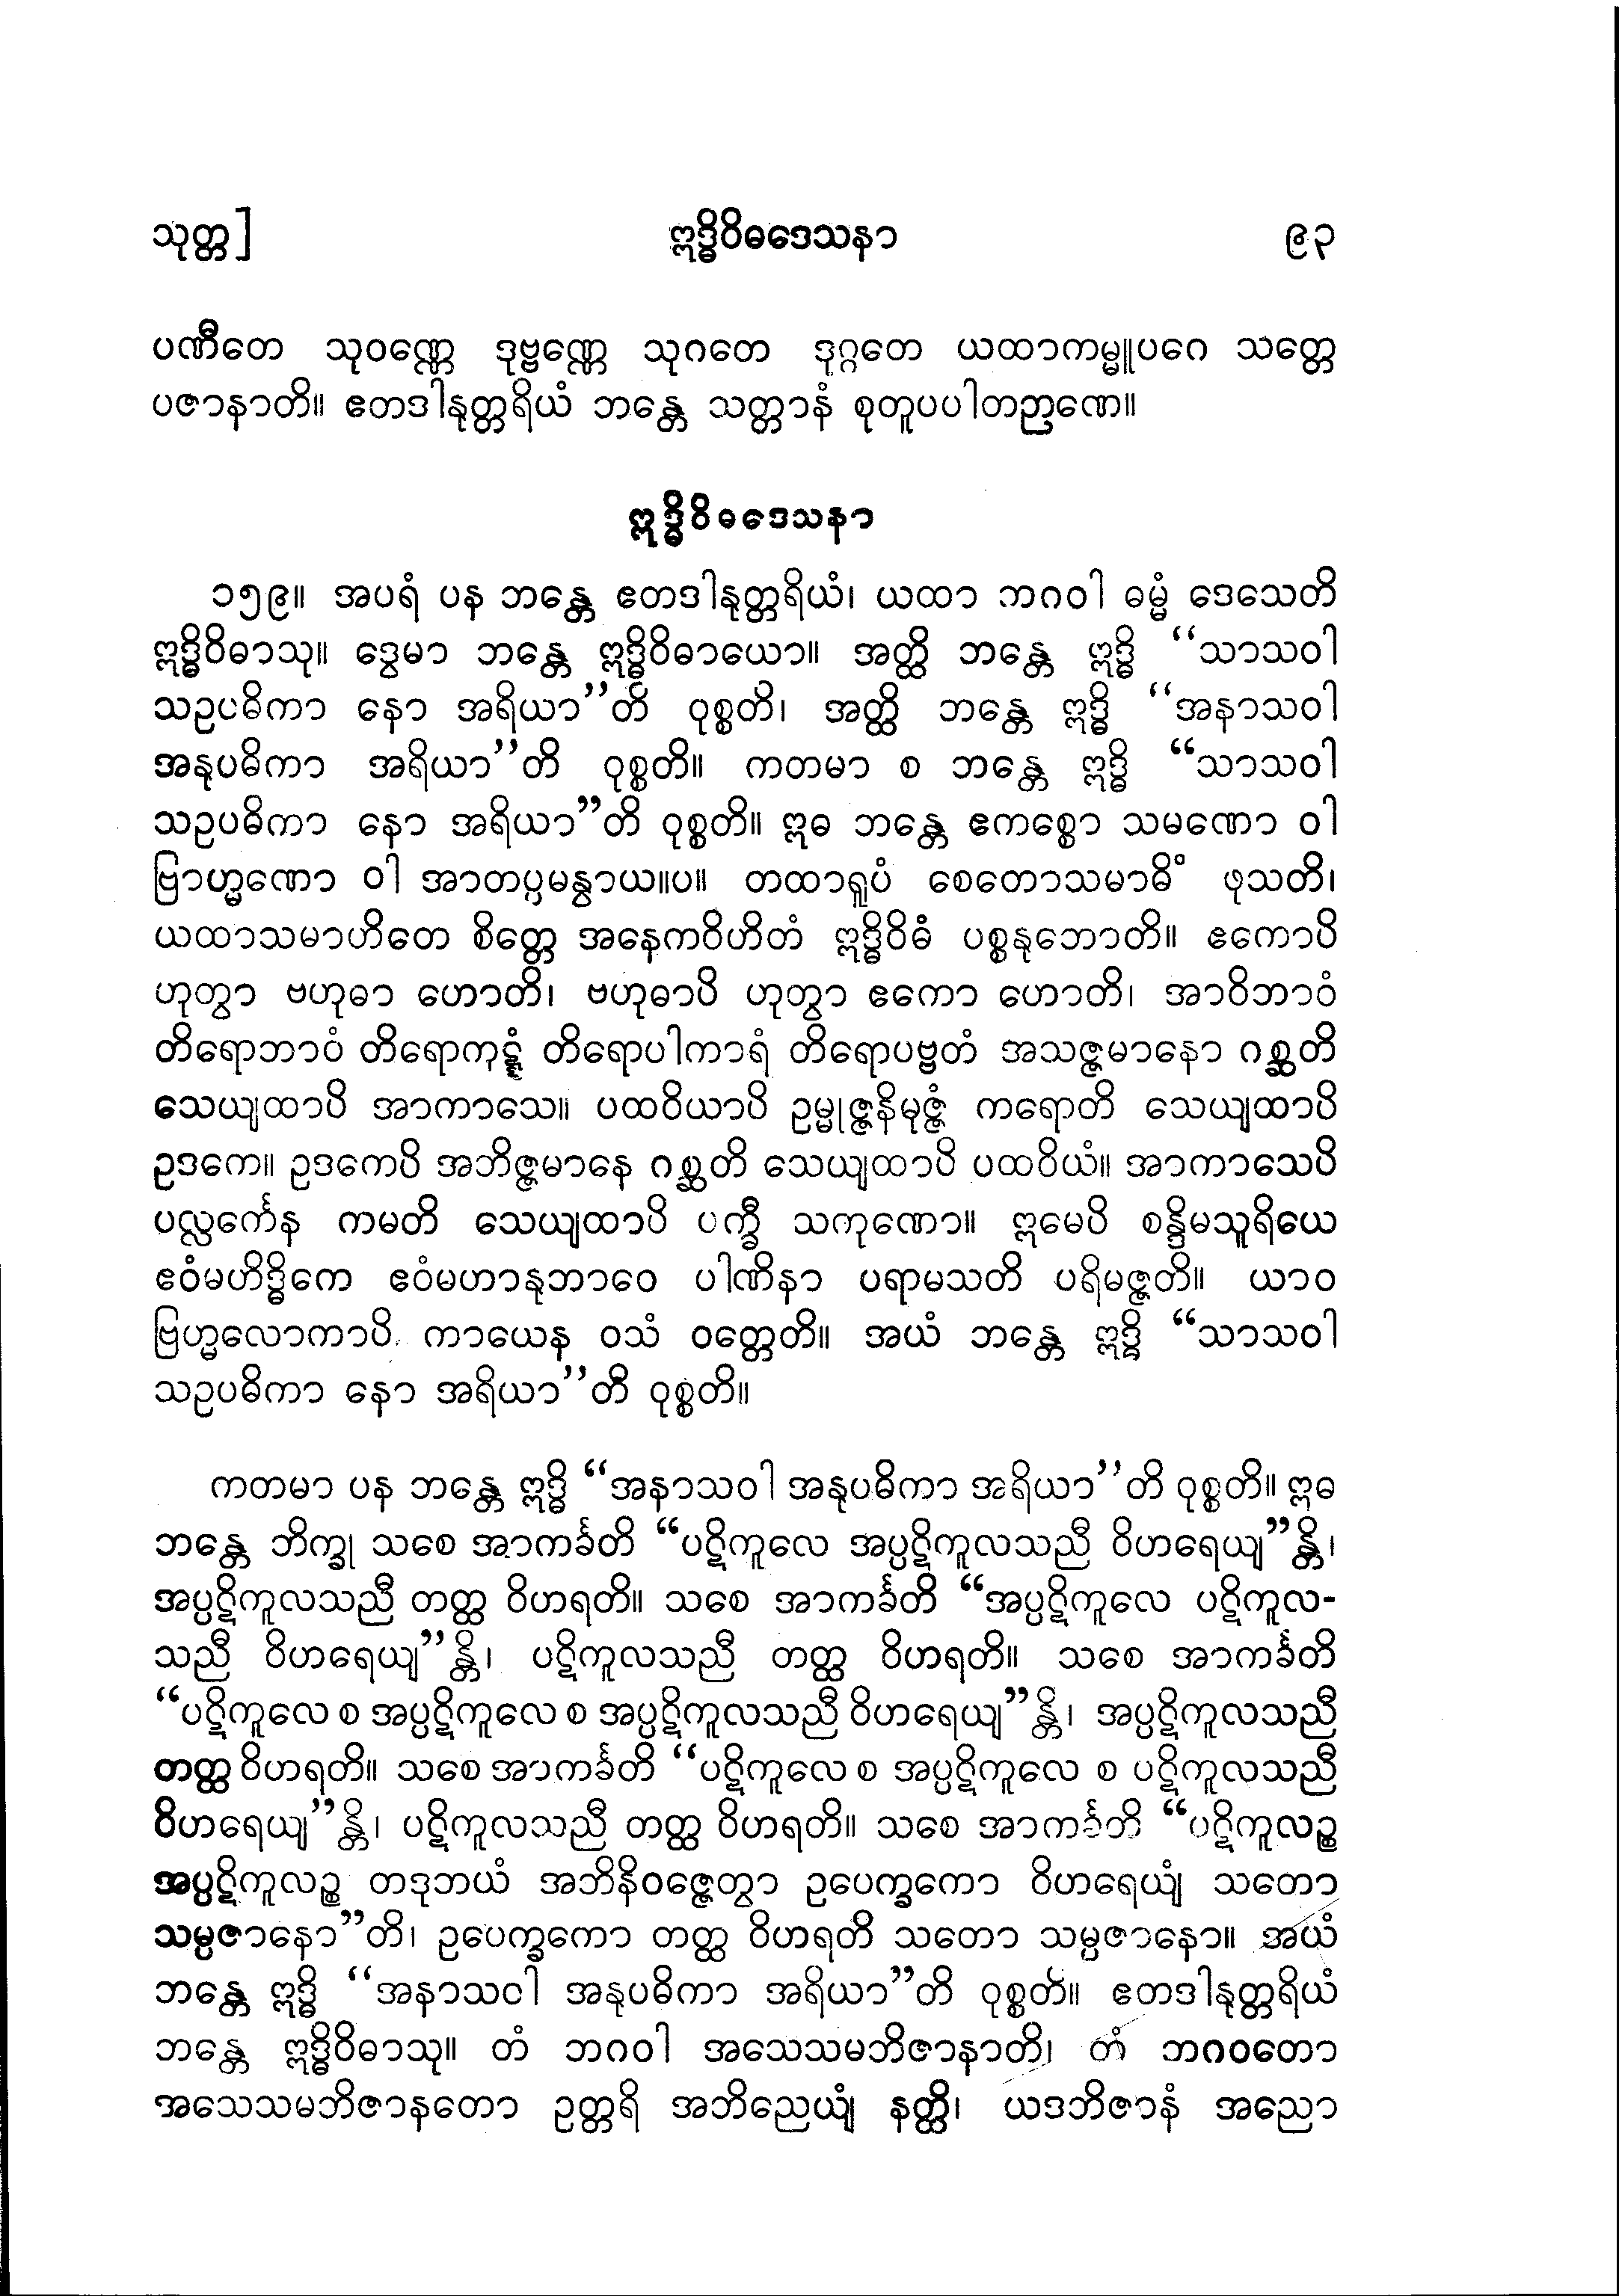 သုတ္တ] ဣဒ္ဓိဝိဓဒေသနာ ၉၃
ပဏီတေ သုဝဏ္ဏေ ဒုဗ္ဗဏ္ဏေ သုဂတေ ဒုဂ္ဂတေ ယထာကမ္မူပဂေ သတ္တေ
ပဇာနာတိ။ ဧတဒါနုတ္တရိယံ ဘန္တေ သတ္တာနံ စုတူပပါတဉာဏေ။
ဣဒ္ဓိဝိဓဒေသနာ
၁၅၉။ အပရံ ပန ဘန္တေ ဧတဒါနုတ္တရိယံ၊ ယထာ ဘဂဝါ ဓမ္မံ ဒေသေတိ
ဣဒ္ဓိဝိဓာသု။ ဒွေမာ ဘန္တေ ဣဒ္ဓိဝိဓာယော။ အတ္ထိ ဘန္တေ ဣဒ္ဓိ “သာသဝါ
သဥပဓိကာ နော အရိယာ”တိ ဝုစ္စတိ၊ အတ္ထိ ဘန္တေ ဣဒ္ဓိ “အနာသဝါ
အနုပဓိကာ အရိယာ”တိ ဝုစ္စတိ။ ကတမာ စ ဘန္တေ ဣဒ္ဓိ “သာသဝါ
သဥပဓိကာ နော အရိယာ”တိ ဝုစ္စတိ။ ဣဓ ဘန္တေ ဧကစ္စော သမဏော ဝါ
ဗြာဟ္မဏော ဝါ အာတပ္ပမန္ွာယ။ပ။ တထာရူပံ စေတောသမာဓိံ ဖုသတိ၊
ယထာသမာဟိတေ စိတ္တေ အနေကဝိဟိတံ ဣဒ္ဓိဝိဓံ ပစ္စနုဘောတိ။ ဧကောပိ
ဟုတွာ ဗဟုဓာ ဟောတိ၊ ဗဟုဓာပိ ဟုတွာ ဧကော ဟောတိ၊ အာဝိဘာဝံ
တိရောဘာဝံ တိရောကုဋ္ဋံ တိရောပါကာရံ တိရောပဗ္ဗတံ အသဇ္ဇမာနော ဂစ္ဆတိ
သေယျထာပိ အာကာသေ။ ပထဝိယာပိ ဥမ္မုဇ္ဇနိမုဇ္ဇံ ကရောတိ သေယျထာပိ
ဥဒကေ။ ဥဒကေပိ အဘိဇ္ဇမာနေ ဂစ္ဆတိ သေယျထာပိ ပထဝိယံ။ အာကာသေပိ
ပလ္လင်္ကေန ကမတိ သေယျထာပိ ပက္ခီ သကုဏော။ ဣမေပိ စန္ဒိမသူရိယေ
ဧဝံမဟိဒ္ဓိကေ ဧဝံမဟာနုဘာဝေ ပါဏိနာ ပရာမသတိ ပရိမဇ္ဇတိ။ ယာဝ
ဗြဟ္မလောကာပိ ကာယေန ဝသံ ဝတ္တေတိ။ အယံ ဘန္တေ ဣဒ္ဓိ “သာသဝါ
သဥပဓိကာ နော အရိယာ”တိ ဝုစ္စတိ။
ကတမာ ပန ဘန္တေ ဣဒ္ဓိ “အနာသဝါ အနုပဓိကာ အရိယာ”တိ ဝုစ္စတိ။ ဣဓ
ဘန္တေ ဘိက္ခု သစေ အာကင်္ခတိ “ပဋိကူလေ အပ္ပဋိကူလသညီ ဝိဟရေယျ”န္တိ၊
အပ္ပဋိကူလသညီ တတ္ထ ဝိဟရတိ။ သစေ အာကင်္ခတိ “အပ္ပဋိကူလေ ပဋိကူလ-
သညီ ဝိဟရေယျ”န္တိ၊ ပဋိကူလသညီ တတ္ထ ဝိဟရတိ။ သစေ အာကင်္ခတိ
“ပဋိကူလေ စ အပ္ပဋိကူလေ စ အပ္ပဋိကူလသညီ ဝိဟရေယျ”န္တိ၊ အပ္ပဋိကူလသညီ
တတ္ထ ဝိဟရတိ။ သစေ အာကင်္ခတိ “ပဋိကူလေ စ အပ္ပဋိကူလေ စ ပဋိကူလသညီ
ဝိဟရေယျ”န္တိ၊ ပဋိကူလသညီ တတ္ထ ဝိဟရတိ။ သစေ အာကင်္ခတိ “ပဋိကူလဉ္စ
အပ္ပဋိကူလဉ္စ တဒုဘယံ အဘိနိဝဇ္ဇေတွာ ဥပေက္ခကော ဝိဟရေယျံ သတော
သမ္ပဇာနော”တိ၊ ဥပေက္ခကော တတ္ထ ဝိဟရတိ သတော သမ္ပဇာနော။ အယံ
ဘန္တေ ဣဒ္ဓိ “အနာသဝါ အနုပဓိကာ အရိယာ”တိ ဝုစ္စတိ။ ဧတဒါနုတ္တရိယံ
ဘန္တေ ဣဒ္ဓိဝိဓာသု။ တံ ဘဂဝါ အသေသမဘိဇာနာတိ၊ တံ ဘဂဝတော
အသေသမဘိဇာနတော ဥတ္တရိ အဘိညေယျံ နတ္ထိ၊ ယဒဘိဇာနံ အညော